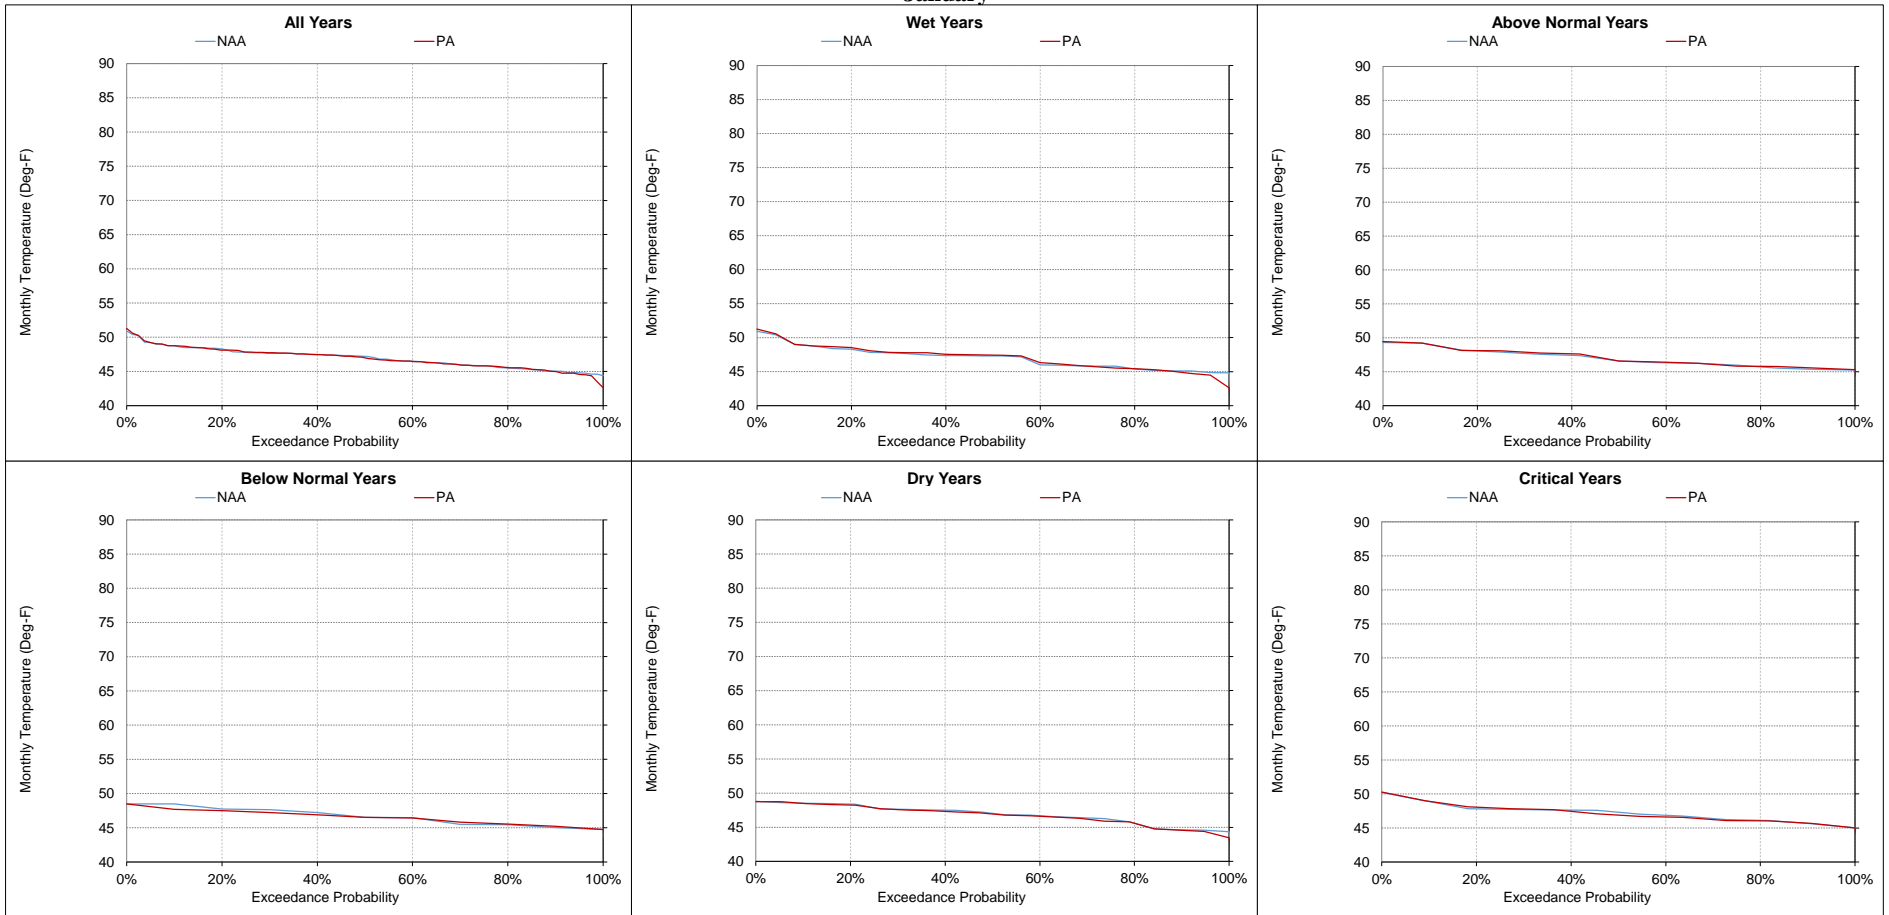 All Years
NAA PA
90
85
80
75
70
65
60
55
50
45
40
0% 20% 40% 60% 80% 100%
Exceedance Probability
Monthly Temperature (Deg-F)
Wet Years
NAA PA
90
85
80
75
70
65
60
55
50
45
40
0% 20% 40% 60% 80% 100%
Exceedance Probability
Monthly Temperature (Deg-F)
Above Normal Years
NAA PA
90
85
80
75
70
65
60
55
50
45
40
0% 20% 40% 60% 80% 100%
Exceedance Probability
Monthly Temperature (Deg-F)
Below Normal Years
NAA PA
90
85
80
75
70
65
60
55
50
45
40
0% 20% 40% 60% 80% 100%
Exceedance Probability
Monthly Temperature (Deg-F)
Dry Years
NAA PA
90
85
80
75
70
65
60
55
50
45
40
0% 20% 40% 60% 80% 100%
Exceedance Probability
Monthly Temperature (Deg-F)
Critical Years
NAA PA
90
85
80
75
70
65
60
55
50
45
40
0% 20% 40% 60% 80% 100%
Exceedance Probability
Monthly Temperature (Deg-F)